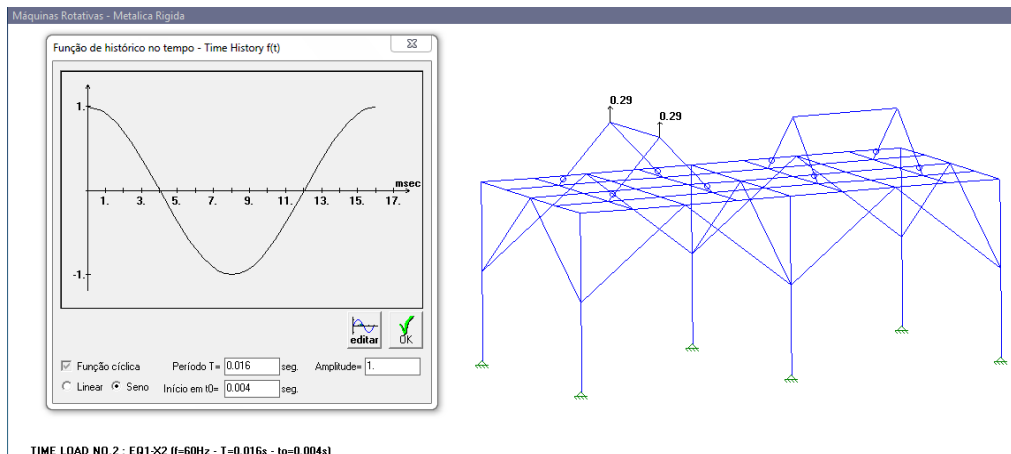 Máquinas Rotativas - Metalica Rigida
Função de histórico no tempo - Time History f(t)
1.
msec
1. 3. 5. 7. 9. 11. 13. 15. 17.
-1.
editar
OK
Função cíclica Período T= 0.016 seg. Amplitude= 1.
Linear Seno Início em t0= 0.004 seg.
0.29
0.29
TIME LOAD NO.2 : EQ1-X2 (f=60Hz - T=0.016s - to=0.004s)